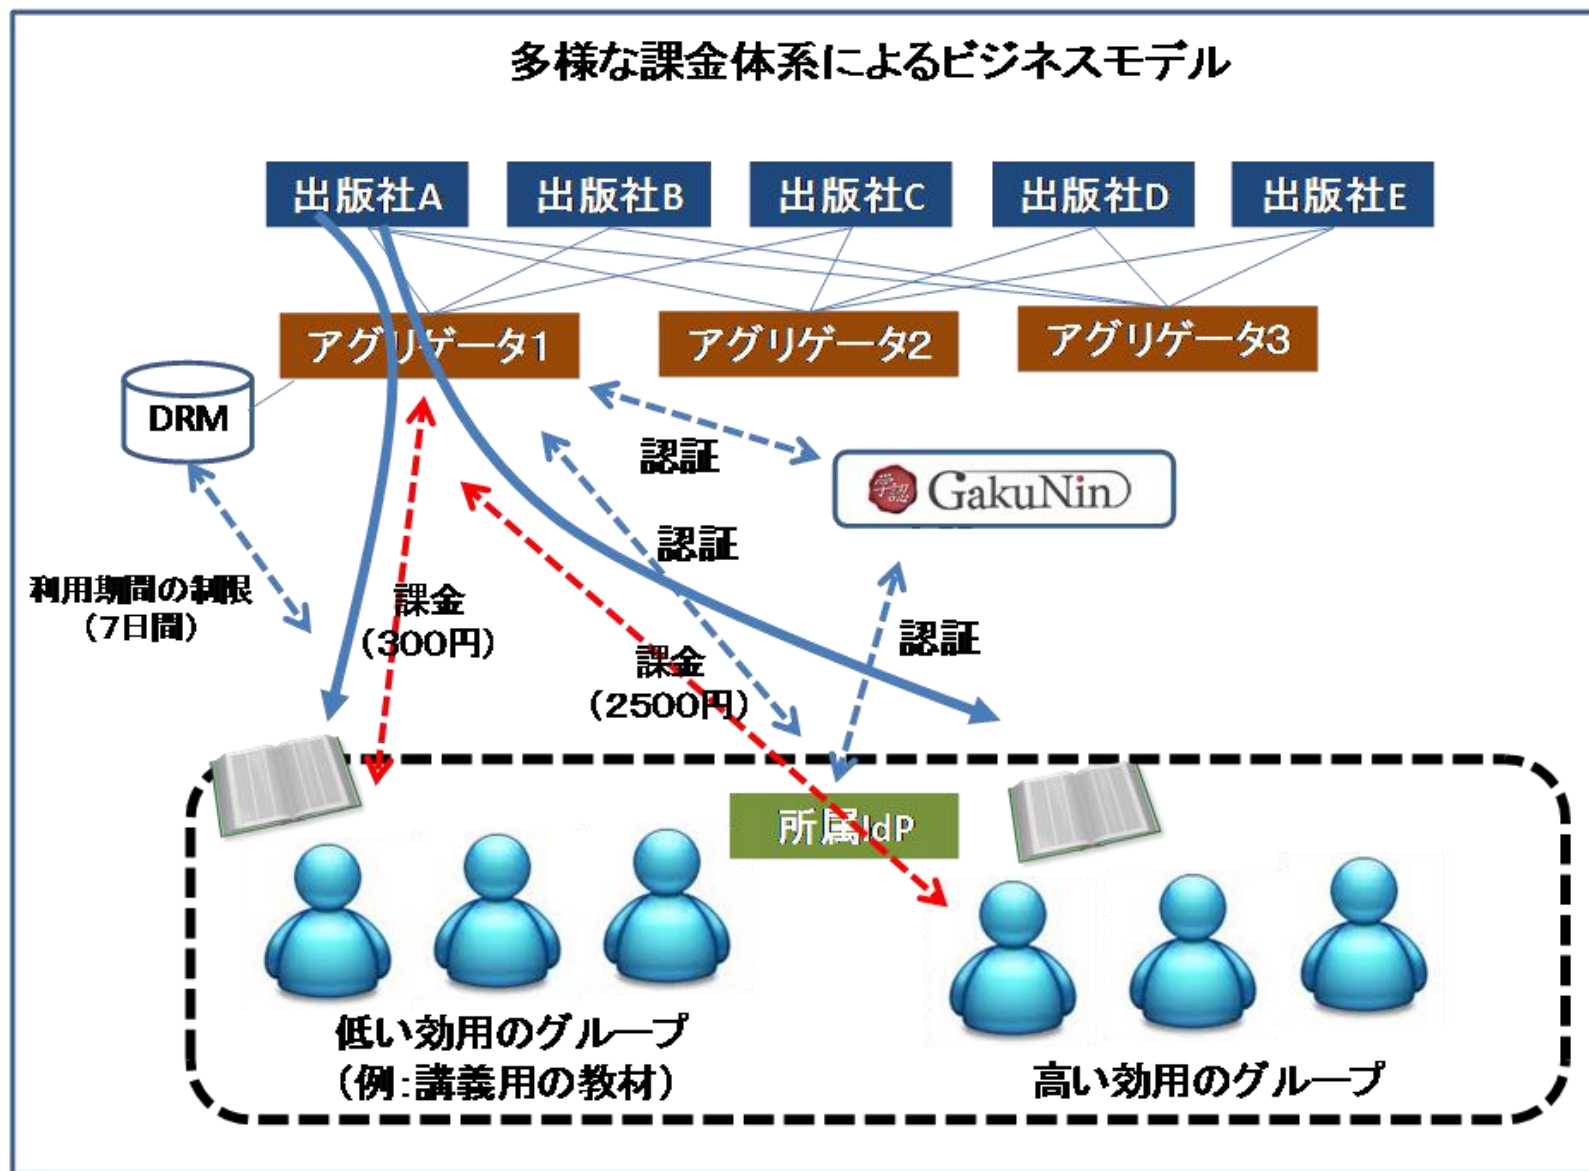 多様な課金体系によるビジネスモデル
出版社A
出版社B
出版社C
出版社D
出版社E
アグリゲータ1
アグリゲータ2
アグリゲータ3
DRM
認証
学認
GakuNin
認証
利用期間の制限
（7日間）
課金
（300円）
認証
課金
（2500円）
所属IdP
低い効用のグループ
（例：講義用の教材）
高い効用のグループ